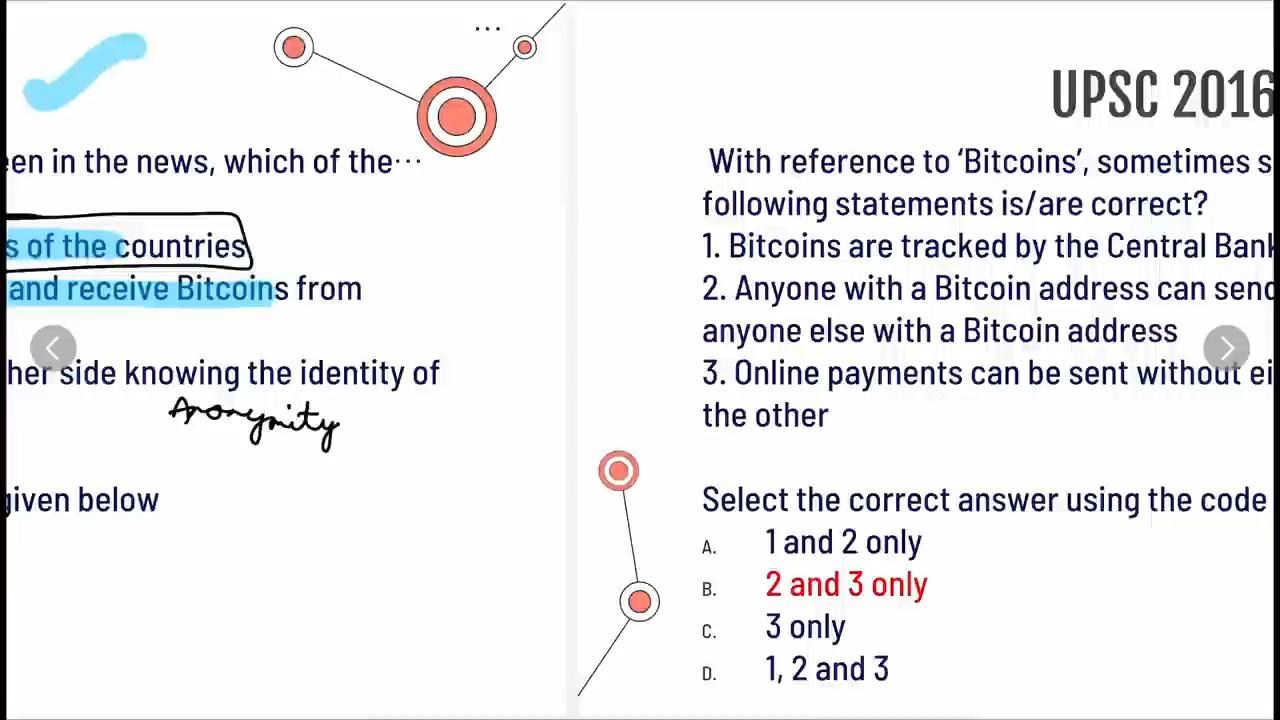 een in the news, which of the
s of the countries
and receive Bitcoins from
her side knowing the identity of
Anonymity
given below
UPSC 2016
With reference to ‘Bitcoins’, sometimes s
following statements is/are correct?
1. Bitcoins are tracked by the Central Bank
2. Anyone with a Bitcoin address can send
anyone else with a Bitcoin address
3. Online payments can be sent without ei
the other
Select the correct answer using the code
A. 1 and 2 only
B. 2 and 3 only
C. 3 only
D. 1, 2 and 3